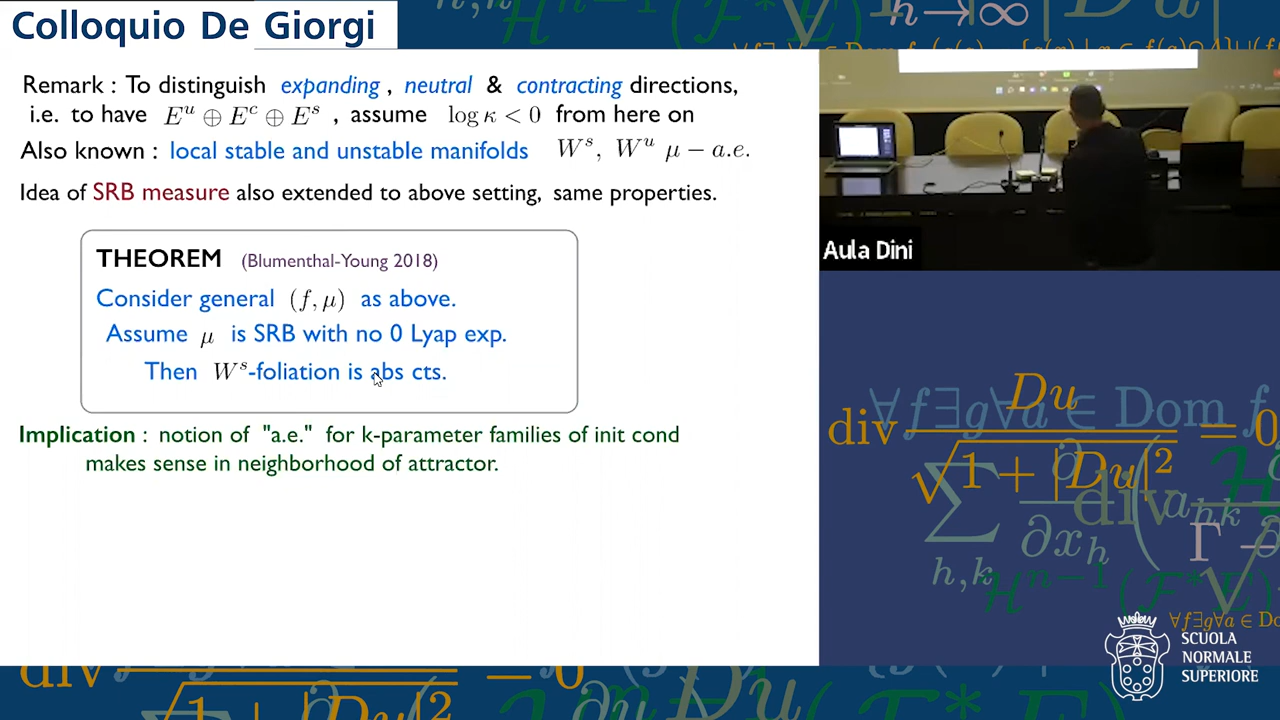 Colloquio De Giorgi
Remark : To distinguish expanding , neutral & contracting directions,
i.e. to have E^u ⊕ E^c ⊕ E^s , assume log κ < 0 from here on
Also known : local stable and unstable manifolds W^s, W^u μ − a.e.
Idea of SRB measure also extended to above setting, same properties.
THEOREM (Blumenthal-Young 2018)
Consider general (f, μ) as above.
Assume μ is SRB with no 0 Lyap exp.
Then W^s-foliation is abs cts.
Implication : notion of "a.e." for k-parameter families of init cond
makes sense in neighborhood of attractor.
Aula Dini
SCUOLA
NORMALE
SUPERIORE